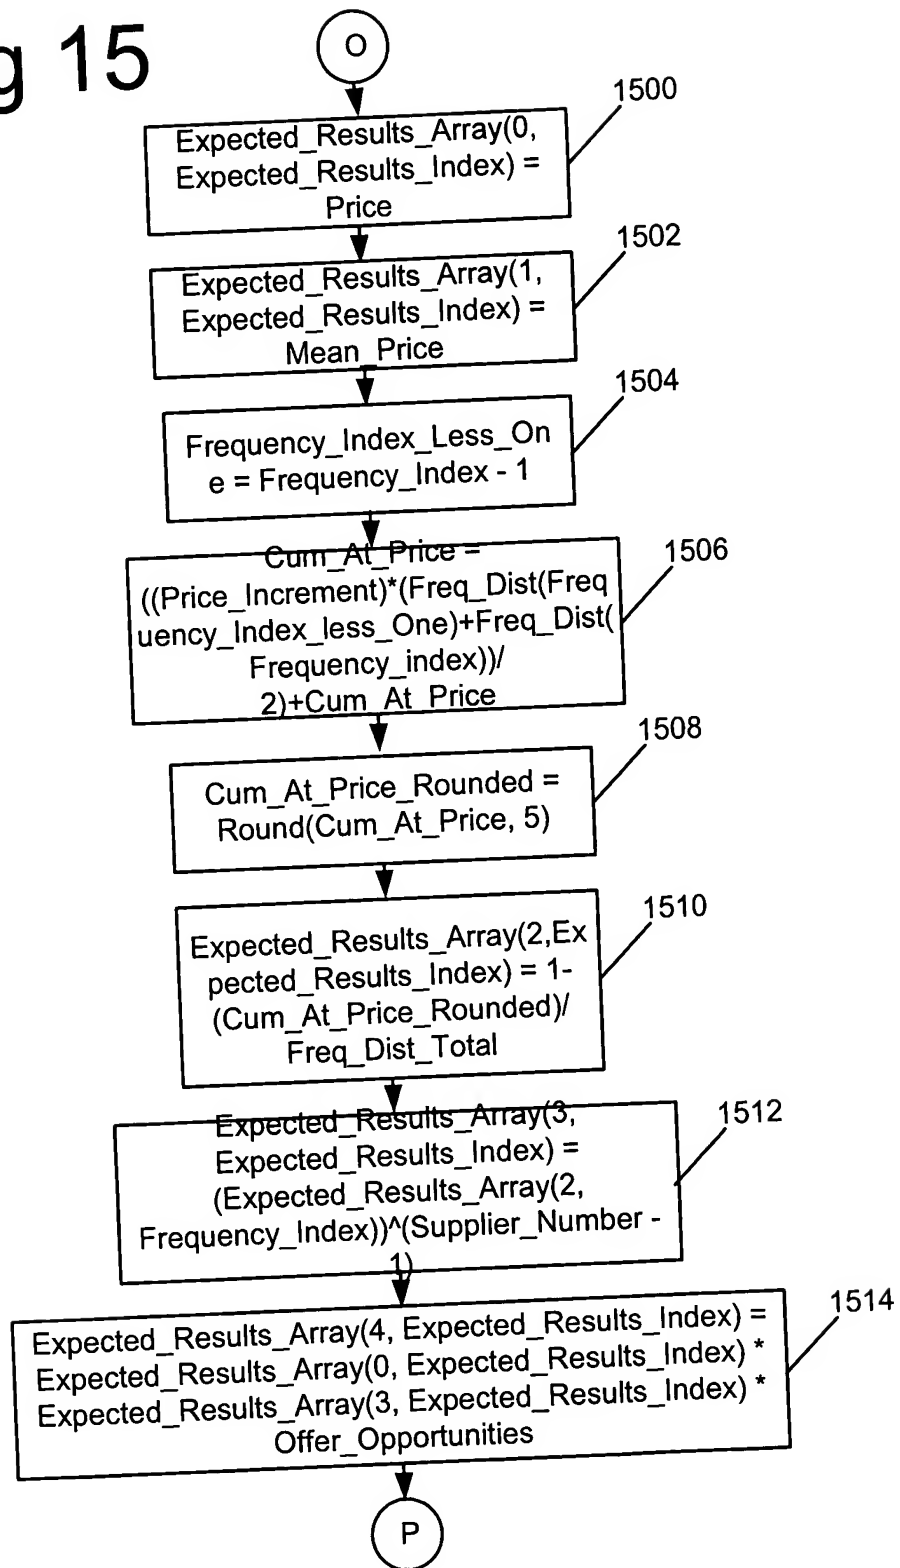 g 15
O
1500
Expected_Results_Array(0,
Expected_Results_Index) =
Price
1502
Expected_Results_Array(1,
Expected_Results_Index) =
Mean_Price
1504
Frequency_Index_Less_On
e = Frequency_Index - 1
1506
Cum_At_Price =
((Price_Increment)*(Freq_Dist(Freq
uency_Index_less_One)+Freq_Dist(
Frequency_index))/
2)+Cum_At_Price
1508
Cum_At_Price_Rounded =
Round(Cum_At_Price, 5)
1510
Expected_Results_Array(2,Ex
pected_Results_Index) = 1-
(Cum_At_Price_Rounded)/
Freq_Dist_Total
1512
Expected_Results_Array(3,
Expected_Results_Index) =
(Expected_Results_Array(2,
Frequency_Index))^(Supplier_Number -
1)
1514
Expected_Results_Array(4, Expected_Results_Index) =
Expected_Results_Array(0, Expected_Results_Index) *
Expected_Results_Array(3, Expected_Results_Index) *
Offer_Opportunities
P